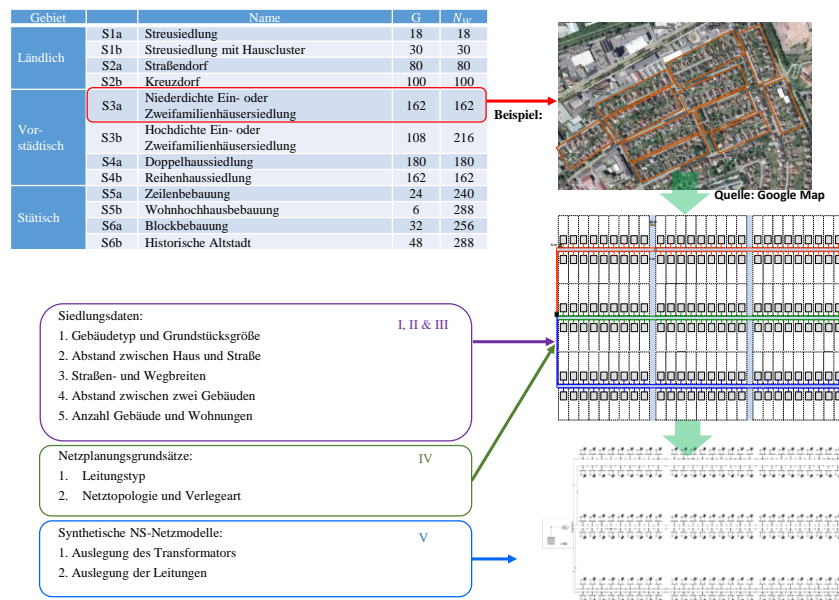 Gebiet Name G N_W
Ländlich
S1a Streusiedlung 18 18
S1b Streusiedlung mit Hauscluster 30 30
S2a Straßendorf 80 80
S2b Kreuzdorf 100 100
Vor-
städtisch
S3a Niederdichte Ein- oder
Zweifamilienhäusersiedlung 162 162
S3b Hochdichte Ein- oder
Zweifamilienhäusersiedlung 108 216
S4a Doppelhaussiedlung 180 180
S4b Reihenhaussiedlung 162 162
Stätisch
S5a Zeilenbebauung 24 240
S5b Wohnhochhausbebauung 6 288
S6a Blockbebauung 32 256
S6b Historische Altstadt 48 288
Beispiel:
Quelle: Google Map
Siedlungsdaten:
I, II & III
1. Gebäudetyp und Grundstücksgröße
2. Abstand zwischen Haus und Straße
3. Straßen- und Wegbreiten
4. Abstand zwischen zwei Gebäuden
5. Anzahl Gebäude und Wohnungen
Netzplanungsgrundsätze:
IV
1. Leitungstyp
2. Netztopologie und Verlegeart
Synthetische NS-Netzmodelle:
V
1. Auslegung des Transformators
2. Auslegung der Leitungen